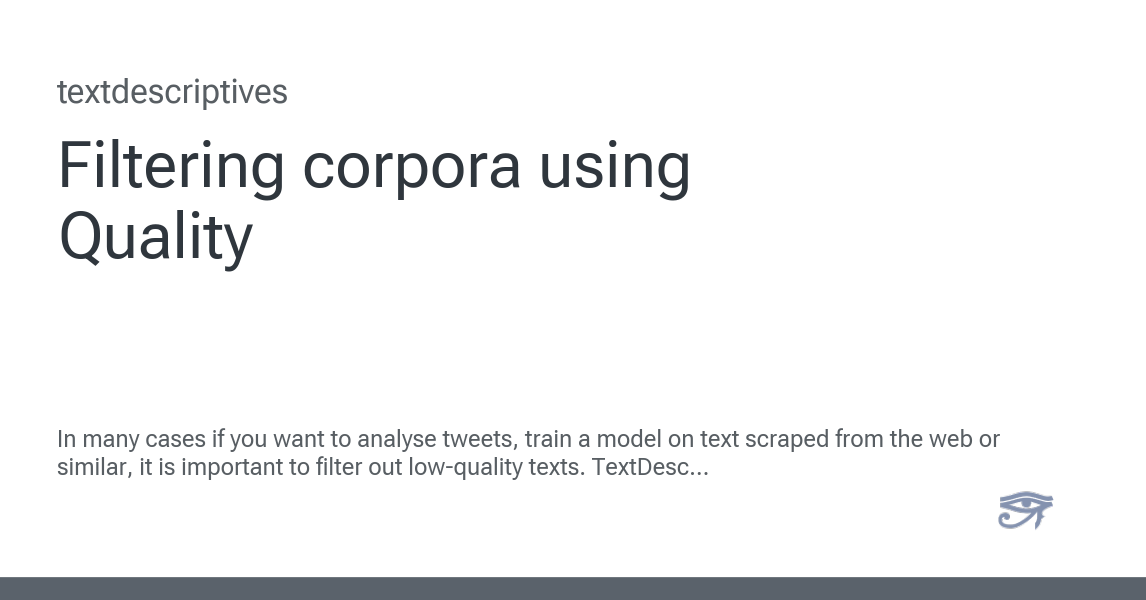 textdescriptives
Filtering corpora using
Quality
In many cases if you want to analyse tweets, train a model on text scraped from the web or
similar, it is important to filter out low-quality texts. TextDesc...